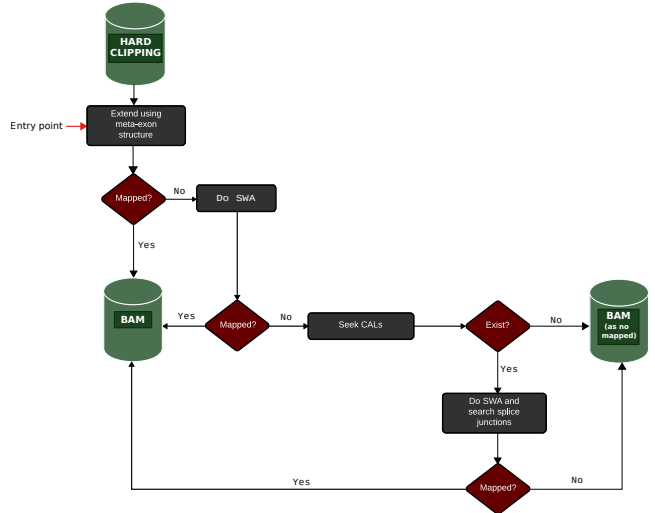 HARD
CLIPPING
Entry point
Extend using
meta-exon
structure
Mapped?
No
Do SWA
Yes
BAM
Yes
Mapped?
No
Seek CALs
Exist?
No
BAM
(as no
mapped)
Yes
Do SWA and
search splice
junctions
Yes
Mapped?
No